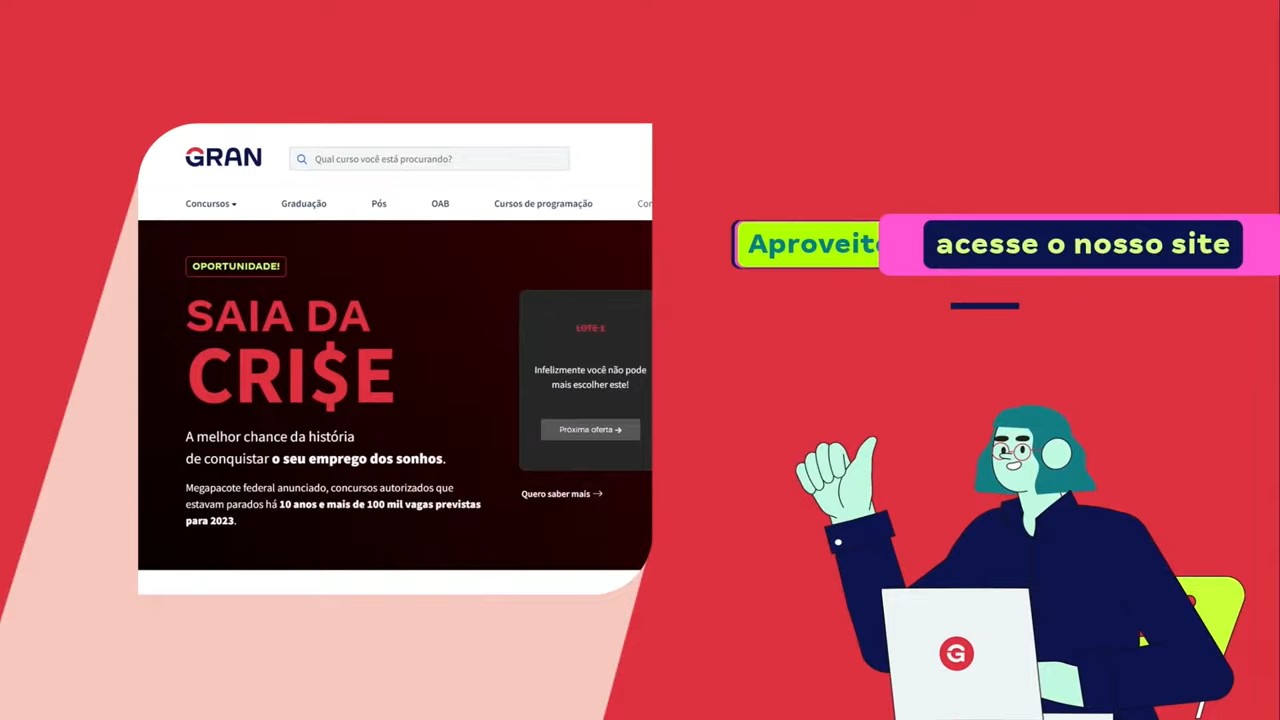 GRAN
Qual curso você está procurando?
Concursos
Graduação
Pós
OAB
Cursos de programação
OPORTUNIDADE!
SAIA DA
CRI$E
A melhor chance da história
de conquistar o seu emprego dos sonhos.
Megapacote federal anunciado, concursos autorizados que
estavam parados há 10 anos e mais de 100 mil vagas previstas
para 2023.
LOTE 1
Infelizmente você não pode
mais escolher este!
Próxima oferta →
Quero saber mais →
acesse o nosso site
G